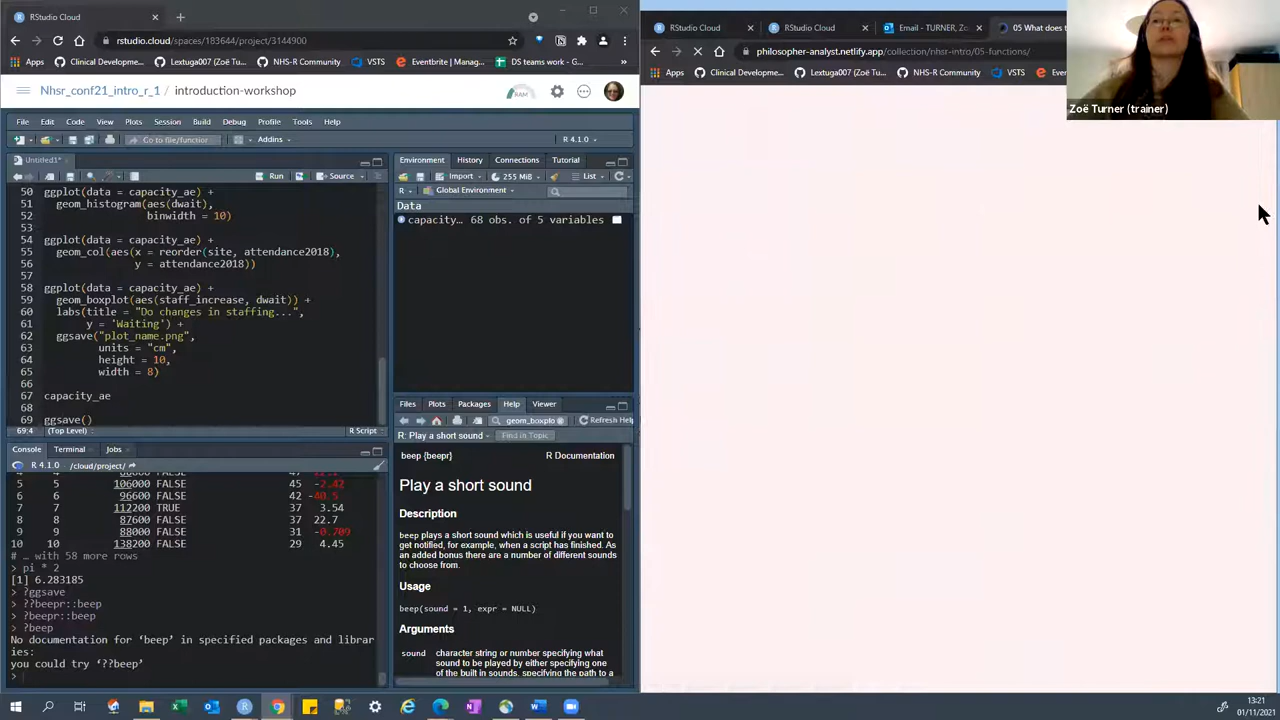 RStudio Cloud
rstudio.cloud/spaces/183644/project/3144900
Apps
Clinical Developme...
Lextuga007 (Zoë Tu...
NHS-R Community
VSTS
Eventbrite | Manag...
DS teams work - g...
Nhsr_conf21_intro_r_1 / introduction-workshop
RAM
File Edit Code View Plots Session Build Debug Profile Tools Help
Go to file/function
Addins
R 4.1.0
Untitled1*
Run
Source
50 ggplot(data = capacity_ae) +
51 geom_histogram(aes(dwait),
52 binwidth = 10)
53
54 ggplot(data = capacity_ae) +
55 geom_col(aes(x = reorder(site, attendance2018),
56 y = attendance2018))
57
58 ggplot(data = capacity_ae) +
59 geom_boxplot(aes(staff_increase, dwait)) +
60 labs(title = "Do changes in staffing...",
61 y = 'Waiting') +
62 ggsave("plot_name.png",
63 units = "cm",
64 height = 10,
65 width = 8)
66
67 capacity_ae
68
69 ggsave()
69:4 (Top Level)
R Script
Console Terminal Jobs
R 4.1.0 /cloud/project/
5 5 106000 FALSE 45 -2.42
6 6 96600 FALSE 42 -40.5
7 7 112200 TRUE 37 3.54
8 8 87600 FALSE 37 22.7
9 9 88000 FALSE 31 -0.709
10 10 138200 FALSE 29 4.45
# … with 58 more rows
> pi * 2
[1] 6.283185
> ?ggsave
> ??beepr::beep
> ?beepr::beep
> ?beep
No documentation for ‘beep’ in specified packages and librar
ies:
you could try ‘??beep’
>
Environment History Connections Tutorial
Import
255 MiB
List
R
Global Environment
Data
capacity… 68 obs. of 5 variables
Files Plots Packages Help Viewer
geom_boxplo
Refresh Help
R: Play a short sound
Find in Topic
beep {beepr} R Documentation
Play a short sound
Description
beep plays a short sound which is useful if you want to
get notified, for example, when a script has finished. As
an added bonus there are a number of different sounds
to choose from.
Usage
beep(sound = 1, expr = NULL)
Arguments
sound character string or number specifying what
sound to be played by either specifying one
of the built in sounds, specifying the path to a
RStudio Cloud
RStudio Cloud
Email - TURNER, Zo
05 What does t
philosopher-analyst.netlify.app/collection/nhsr-intro/05-functions/
Apps
Clinical Developme...
Lextuga007 (Zoë Tu...
NHS-R Community
VSTS
Even
Zoë Turner (trainer)
13:21
01/11/2021